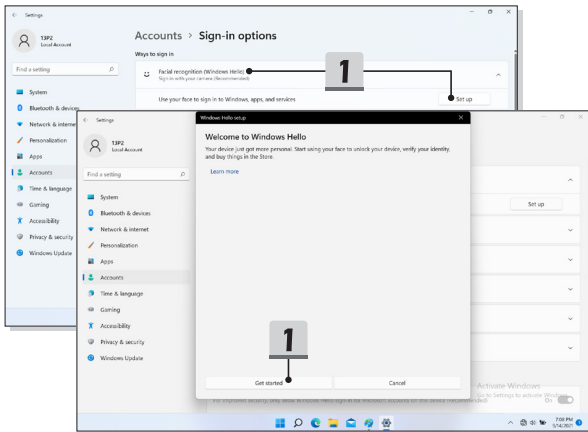 Settings
13P2
Local Account
Find a setting
System
Bluetooth & devices
Network & interne
Personalization
Apps
Accounts
Time & language
Gaming
Accessibility
Privacy & security
Windows Update
Accounts > Sign-in options
Ways to sign in
Facial recognition (Windows Hello)
Sign in with your camera (Recommended)
Use your face to sign in to Windows, apps, and services
Set up
1
Settings
13P2
Local Account
Find a setting
System
Bluetooth & devices
Network & internet
Personalization
Apps
Accounts
Time & language
Gaming
Accessibility
Privacy & security
Windows Update
Windows Hello setup
Welcome to Windows Hello
Your device just got more personal. Start using your face to unlock your device, verify your identity,
and buy things in the Store.
Learn more
1
Get started
Cancel
Set up
Activate Windows
Go to Settings to activate Windows.
On
7:08 PM
5/14/2021